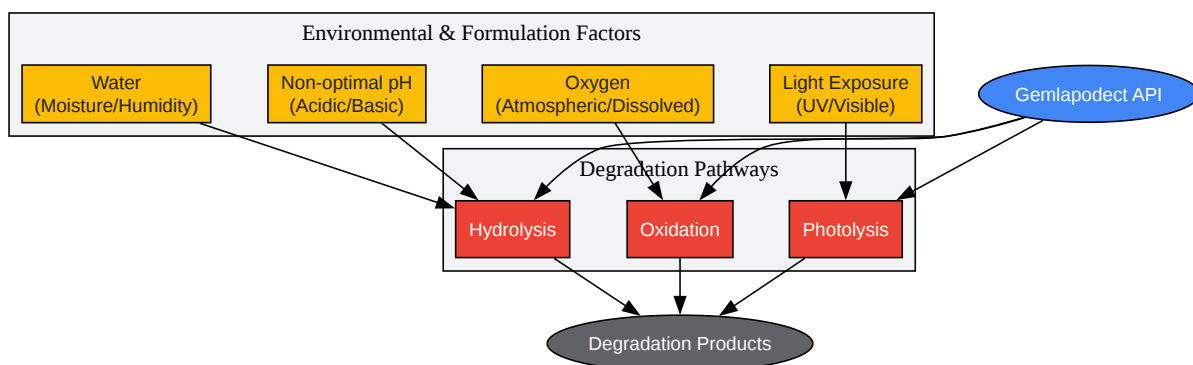 Environmental & Formulation Factors
Water
(Moisture/Humidity)
Non-optimal pH
(Acidic/Basic)
Oxygen
(Atmospheric/Dissolved)
Light Exposure
(UV/Visible)
Gemlapodect API
Degradation Pathways
Hydrolysis
Oxidation
Photolysis
Degradation Products